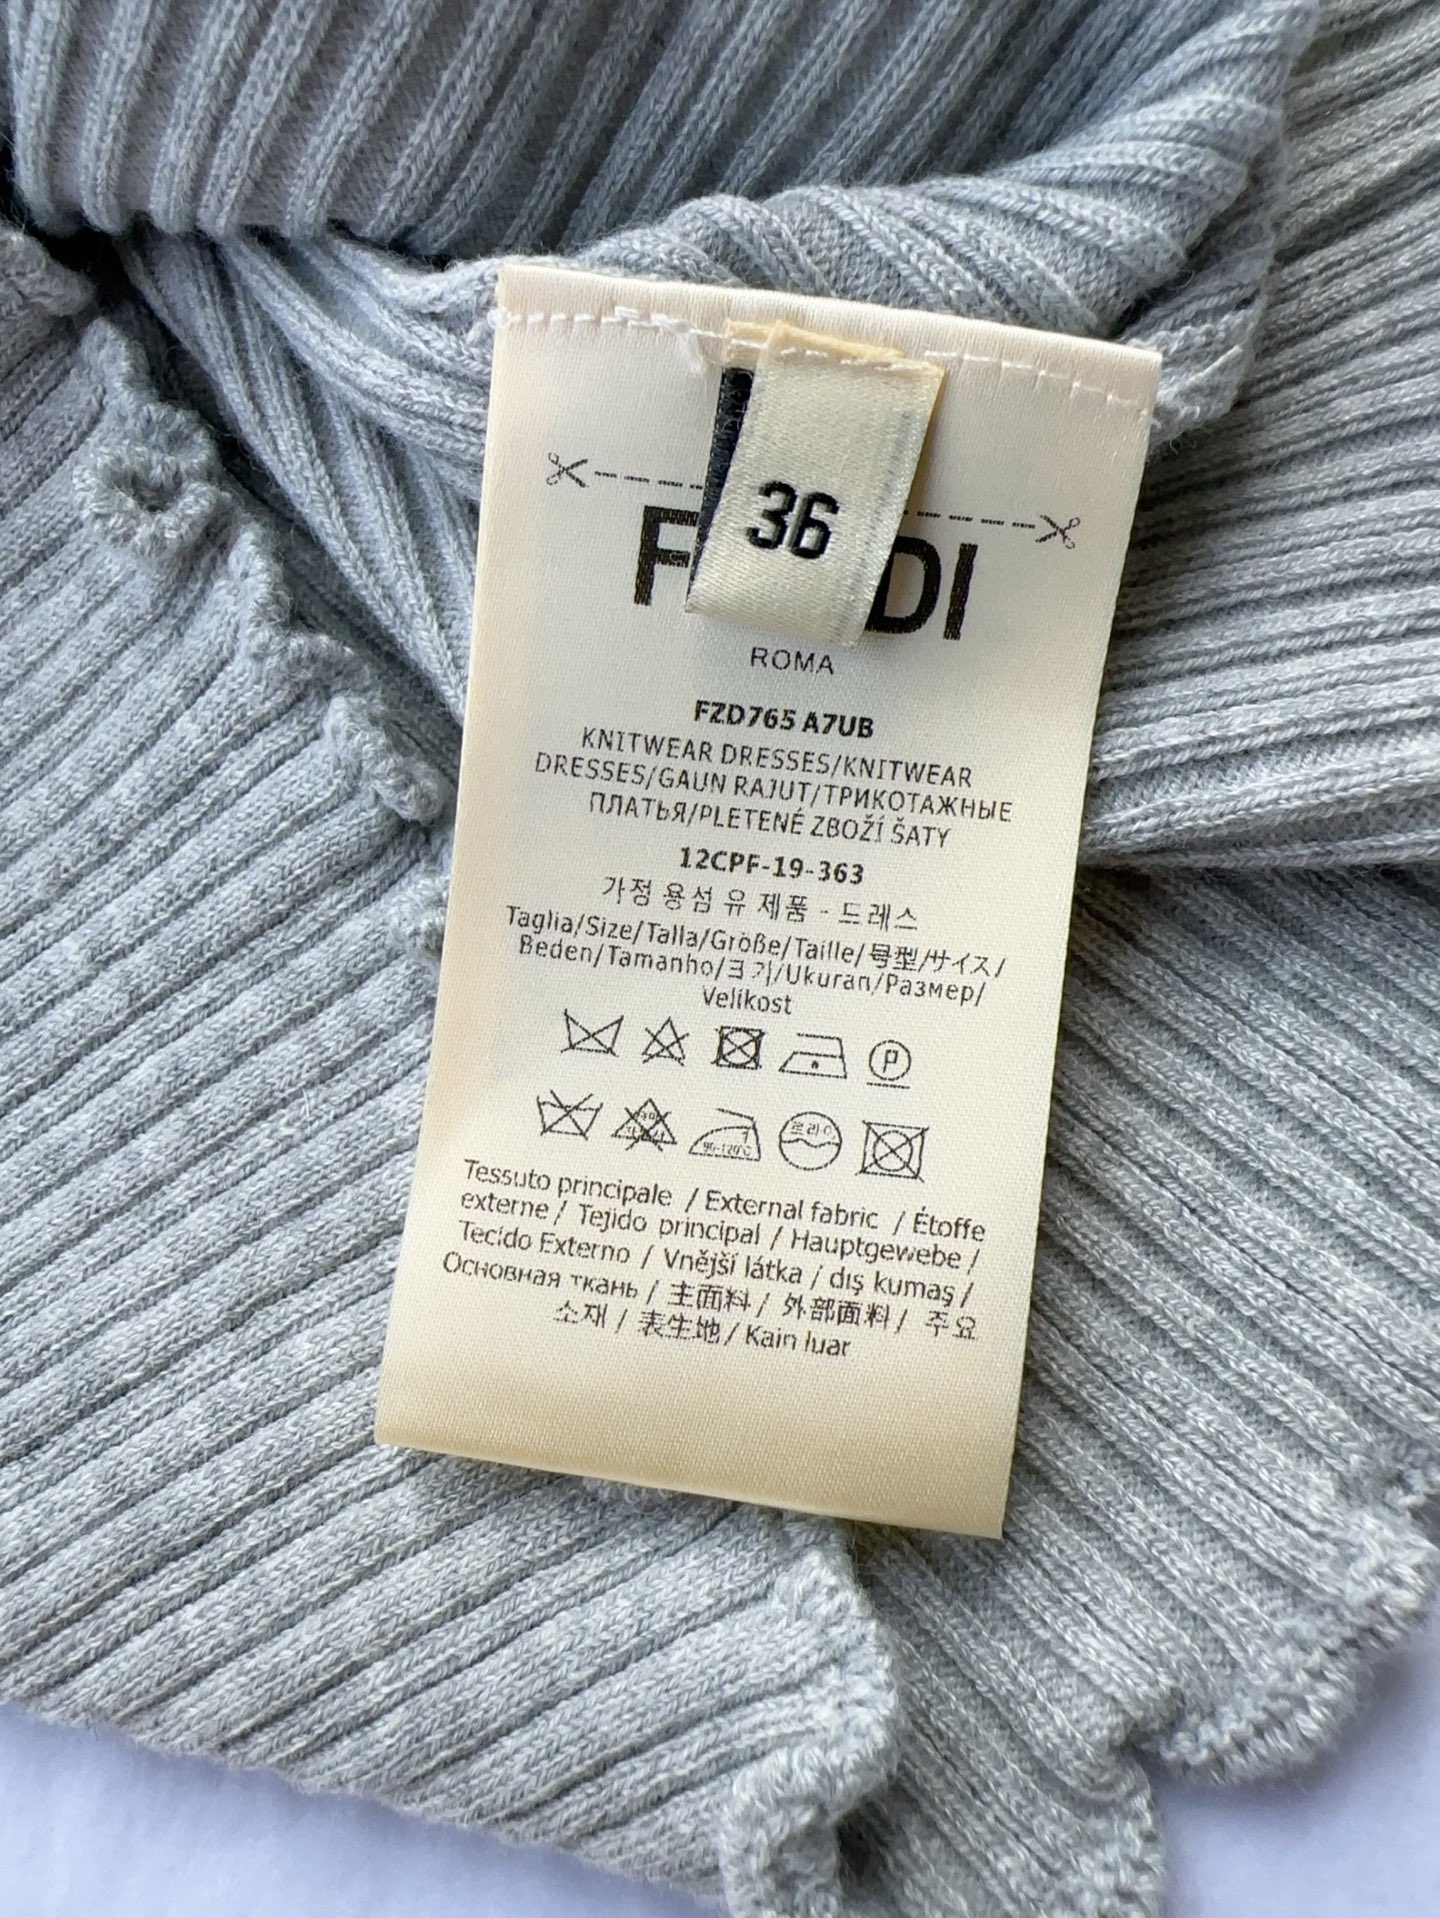 36
ROMA
FZD765 A7UB
KNITWEAR DRESSES/KNITWEAR
DRESSES/GAUN RAJUT/ТРИКОТАЖНЫЕ
ПЛАТЬЯ/PLETENÉ ZBOŽÍ ŠATY
12CPF-19-363
가정 용섬 유 제품 - 드레스
Taglia/Size/Talla/Größe/Taille/号型/サイズ/
Beden/Tamanho/크기/Ukuran/Размер/
Velikost
P
90-120°C
Tessuto principale / External fabric / Étoffe
externe / Tejido principal / Hauptgewebe /
Tecido Externo / Vnější látka / dış kumaş /
Основная ткань / 主面料 / 外部面料 / 주요
소재 / 表生地 / Kain luar